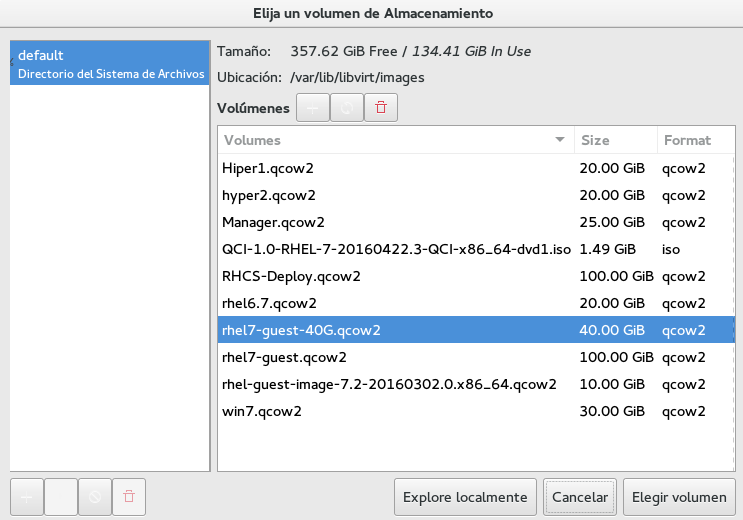 Elija un volumen de Almacenamiento
default
Directorio del Sistema de Archivos
Tamaño: 357.62 GiB Free / 134.41 GiB In Use
Ubicación: /var/lib/libvirt/images
Volúmenes
Volumes Size Format
Hiper1.qcow2 20.00 GiB qcow2
hyper2.qcow2 20.00 GiB qcow2
Manager.qcow2 25.00 GiB qcow2
QCI-1.0-RHEL-7-20160422.3-QCI-x86_64-dvd1.iso 1.49 GiB iso
RHCS-Deploy.qcow2 100.00 GiB qcow2
rhel6.7.qcow2 20.00 GiB qcow2
rhel7-guest-40G.qcow2 40.00 GiB qcow2
rhel7-guest.qcow2 100.00 GiB qcow2
rhel-guest-image-7.2-20160302.0.x86_64.qcow2 10.00 GiB qcow2
win7.qcow2 30.00 GiB qcow2
Explore localmente Cancelar Elegir volumen